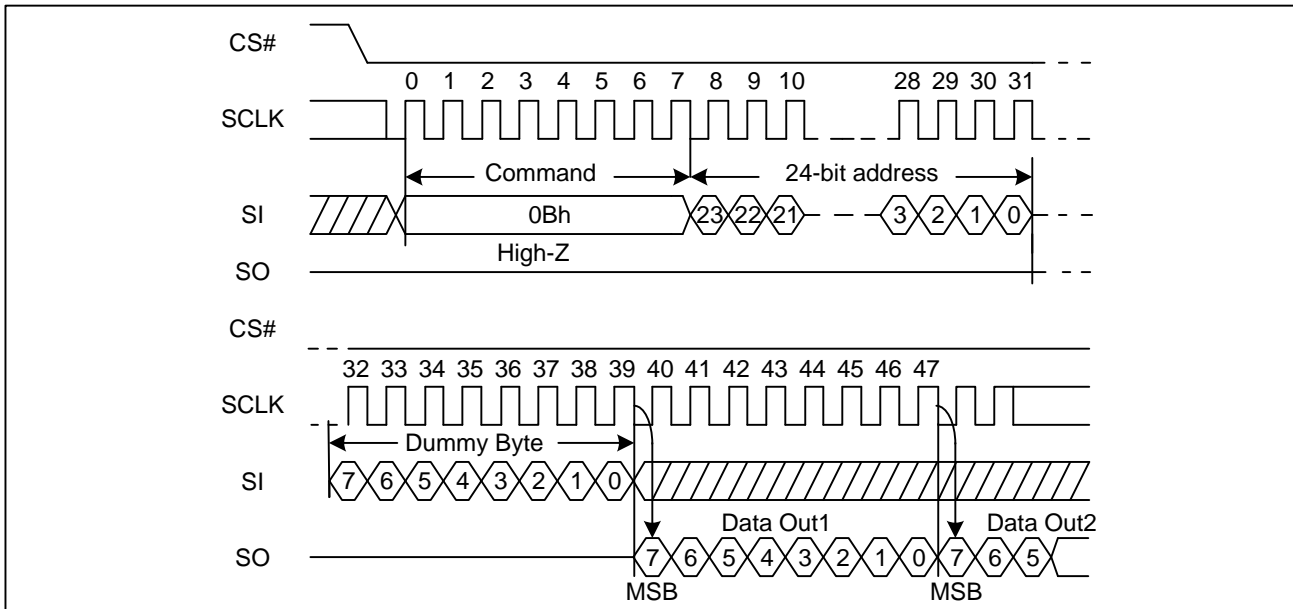 CS#
0 1 2 3 4 5 6 7 8 9 10 28 29 30 31
SCLK
Command 24-bit address
SI 0Bh 23 22 21 3 2 1 0
High-Z
SO
CS#
32 33 34 35 36 37 38 39 40 41 42 43 44 45 46 47
SCLK
Dummy Byte
SI 7 6 5 4 3 2 1 0
Data Out1 Data Out2
SO 7 6 5 4 3 2 1 0 7 6 5
MSB MSB